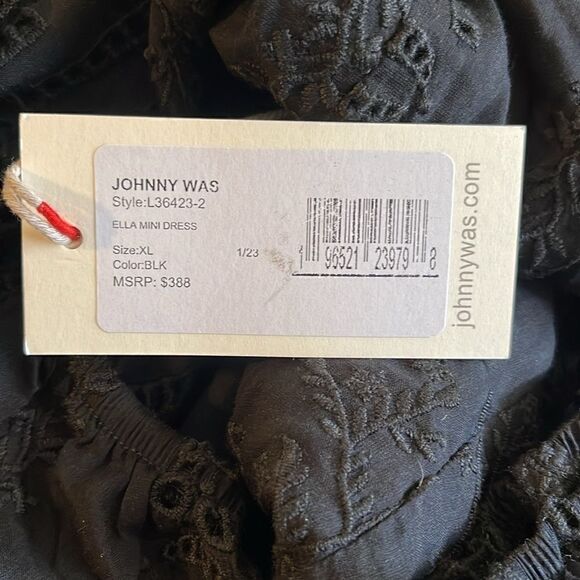 JOHNNY WAS
Style:L36423-2
ELLA MINI DRESS
Size:XL 1/23
Color:BLK
MSRP: $388
96521 23979 8
johnnywas.com